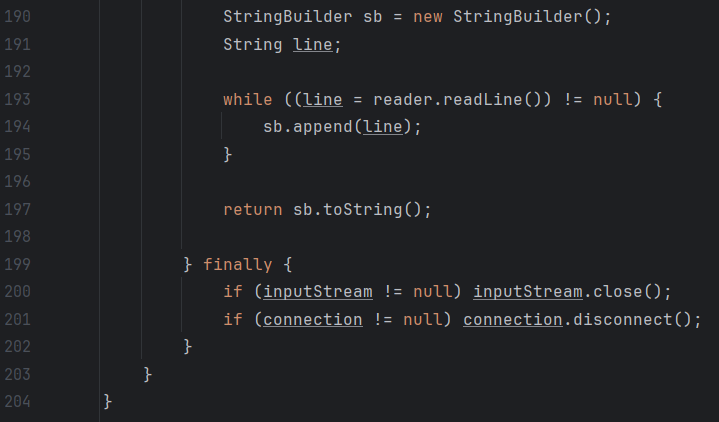 190 StringBuilder sb = new StringBuilder();
191 String line;
192
193 while ((line = reader.readLine()) != null) {
194 sb.append(line);
195 }
196
197 return sb.toString();
198
199 } finally {
200 if (inputStream != null) inputStream.close();
201 if (connection != null) connection.disconnect();
202 }
203 }
204 }